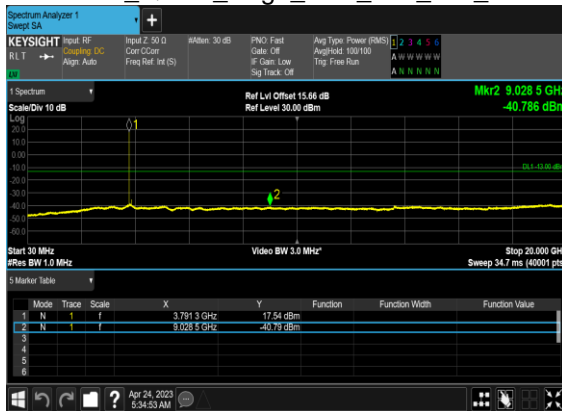 Spectrum Analyzer 1
Swept SA
+
KEYSIGHT Input: RF Input Z: 50 Ω #Atten: 30 dB PNO: Fast Avg Type: Power (RMS) 1 2 3 4 5 6
RLT Coupling: DC Corr CCorr Gate: Off Avg|Hold: 100/100 A W W W W W
Align: Auto Freq Ref: Int (S) IF Gain: Low Trig: Free Run
Sig Track: Off A N N N N N
1 Spectrum Ref Lvl Offset 15.66 dB Mkr2 9.028 5 GHz
Scale/Div 10 dB Ref Level 30.00 dBm -40.786 dBm
Log
20.0
10.0
0.00
-10.0
-20.0
-30.0
-40.0
-50.0
-60.0
1
DL1 -13.00 dBm
2
Start 30 MHz Video BW 3.0 MHz* Stop 20.000 GH
#Res BW 1.0 MHz Sweep 34.7 ms (40001 pts
5 Marker Table
Mode Trace Scale X Y Function Function Width Function Value
1 N 1 f 3.791 3 GHz 17.54 dBm
2 N 1 f 9.028 5 GHz -40.79 dBm
3
4
5
6
? Apr 24, 2023
5:34:53 AM